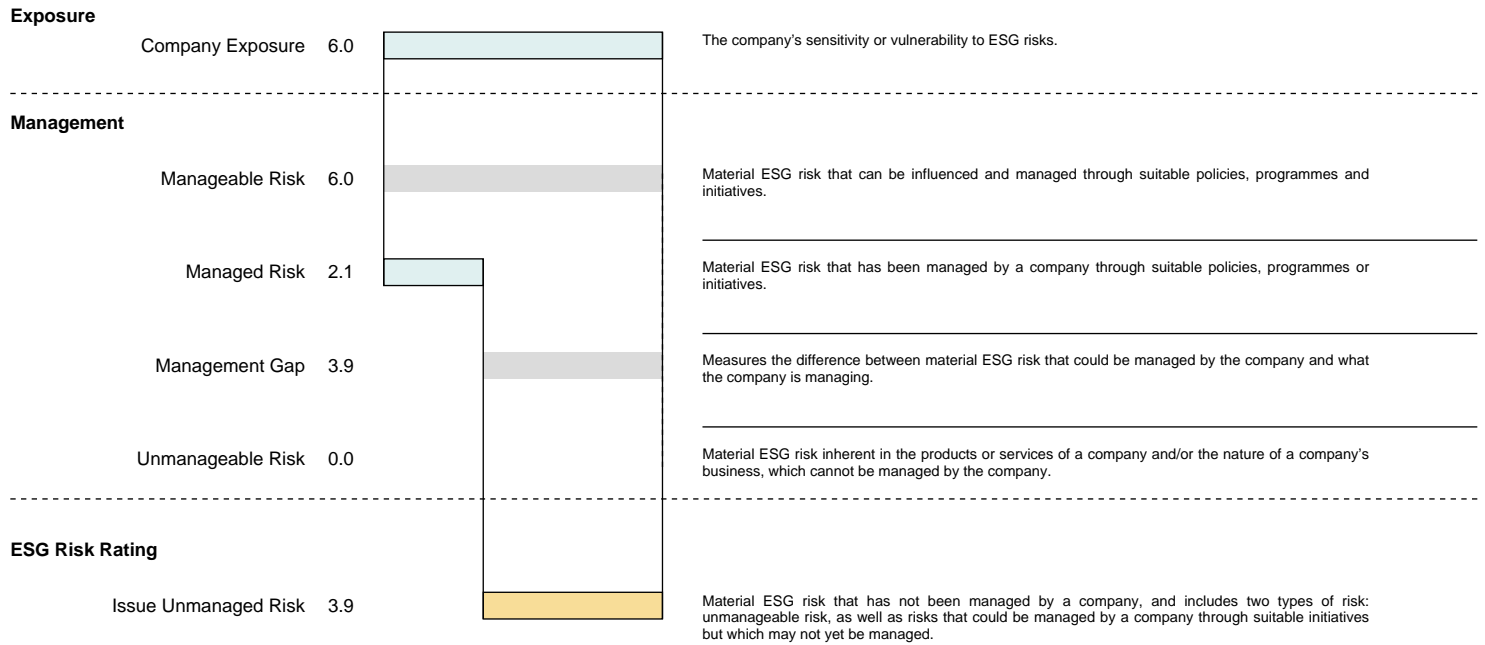 Exposure
Company Exposure 6.0
The company’s sensitivity or vulnerability to ESG risks.
Management
Manageable Risk 6.0
Material ESG risk that can be influenced and managed through suitable policies, programmes and
initiatives.
Managed Risk 2.1
Material ESG risk that has been managed by a company through suitable policies, programmes or
initiatives.
Management Gap 3.9
Measures the difference between material ESG risk that could be managed by the company and what
the company is managing.
Unmanageable Risk 0.0
Material ESG risk inherent in the products or services of a company and/or the nature of a company’s
business, which cannot be managed by the company.
ESG Risk Rating
Issue Unmanaged Risk 3.9
Material ESG risk that has not been managed by a company, and includes two types of risk:
unmanageable risk, as well as risks that could be managed by a company through suitable initiatives
but which may not yet be managed.